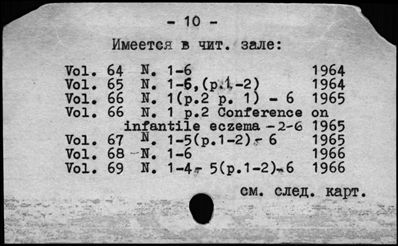 - 10 -
Имеется в чит. зале:
Vol. 64 N. 1-6 1964
Vol. 65 N. 1-6,(p.1-2) 1964
Vol. 66 N. 1(p.2 p. 1) - 6 1965
Vol. 66 N. 1 p.2 Conference on
infantile eczema -2-6 1965
Vol. 67 N. 1-5(p.1-2)- 6 1965
Vol. 68 N. 1-6 1966
Vol. 69 N. 1-4- 5(p.1-2)-6 1966
см. след. карт.